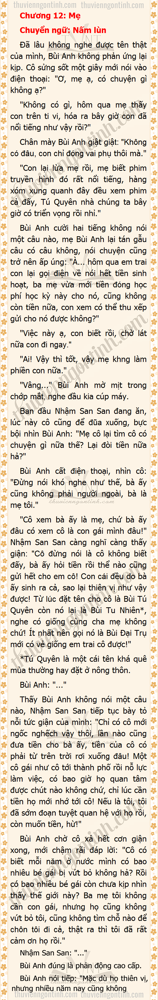 thuvienngontinh.com thuvienngontinh.com
Chương 12: Mẹ
Chuyển ngữ: Nấm lùn
TVNT
thuvienngontinh.com
Đã lâu không nghe được tên thật
của mình, Bùi Anh không phản ứng lại
kịp. Cô sửng sốt một giây mới nói vào
điện thoại: "Ơ, mẹ ạ, có chuyện gì
không ạ?"
"Không có gì, hôm qua mẹ thấy
con trên ti vi, hóa ra bây giờ con đã
nổi tiếng như vậy rồi?"
Chân mày Bùi Anh giật giật: "Không
có đâu, con chỉ đóng vai phụ thôi mà."
thuvienngontinh.com
"Con lại lừa mẹ rồi, mẹ biết phim
truyền hình đó rất nổi tiếng, hàng
xóm xung quanh đây đều xem phim
cả đấy, Tú Quyên nhà chúng ta bây
giờ có triển vọng rồi nhỉ."
Bùi Anh cười hai tiếng không nói
một câu nào, mẹ Bùi Anh lại tán gẫu
câu có câu không, nói chuyện cũng
trở nên ấp úng: "À... hôm qua em trai
con lại gọi điện về nói hết tiền sinh
hoạt, ba mẹ vừa mới tiền đóng học
phí học kỳ này cho nó, cũng không
còn tiền nữa, con xem có thể thu xếp
gửi cho nó được không?"
TVNT
thuvienngontinh.com
"Việc này ạ, con biết rồi, chờ lát
nữa con đi ngay."
"Ai! Vậy thì tốt, vậy mẹ khng làm
phiền con nữa."
thuvienngontinh.com
"Vâng..." Bùi Anh mờ mịt trong
chớp mắt, nghe đầu kia cúp máy.
Ban đầu Nhậm San San đang ăn,
lúc này cô cũng để đũa xuống, bực
bội nhìn Bùi Anh: "Mẹ cô lại tìm cô có
chuyện gì nữa thế? Lại đòi tiền nữa
hả?"
Bùi Anh cất điện thoại, nhìn cô:
"Đừng nói khó nghe như thế, bà ấy
cũng không phải người ngoài, bà là
mẹ tôi."
TVNT
thuvienngontinh.com
"Cô xem bà ấy là mẹ, chứ bà ấy
đâu có xem cô là con gái mình đâu!"
Nhậm San San càng nghĩ càng thấy
giận: "Cô đừng nói là cô không biết
đấy, bà ấy hỏi tiền rồi thể nào cũng
gửi hết cho em cô! Con cái đều do bà
ấy sinh ra cả, sao lại thiên vị như vậy
được! Từ lúc đặt tên cho cô là Bùi Tú
Quyên còn nó lại là Bùi Tu Nhiên*,
nghe có giống cùng cha mẹ không
chứ! Ít nhất nên gọi nó là Bùi Đại Trụ
mới có vẻ giống em trai cô được!"
thuvienngontinh.com
*Tú Quyên là một cái tên khá quê
mùa thường hay đặt ở nông thôn.
Bùi Anh: "..."
Thấy Bùi Anh không nói một câu
nào, Nhậm San San tiếp tục bày tỏ
nỗi tức giận của mình: "Chỉ có cô mới
ngốc nghếch vậy thôi, lần nào cũng
đưa tiền cho bà ấy, tiền của cô có
phải từ trên trời rơi xuống đâu! Một
cô gái như cô tới thành phố rồi nỗ lực
làm việc, có bao giờ họ quan tâm
được chút nào không chứ, chỉ lúc cần
tiền họ mới nhớ tới cô! Nếu là tôi, tôi
đã sớm đoạn tuyệt quan hệ với họ rồi,
còn muốn tiền, hừ!"
TVNT
thuvienngontinh.com
Bùi Anh chờ cô xả hết cơn giận
xong, mới chậm rãi đáp lời: "Cô có
biết mỗi năm ở nước mình có bao
nhiêu bé gái bị vứt bỏ không hả? Rồi
có bao nhiêu bé gái còn chưa kịp nhìn
thấy thế giới này? Ba mẹ tôi không
cần con gái, nhưng họ cũng không
vứt bỏ tôi, cũng không tìm chỗ nào để
chôn tôi đi cả, thật ra thì tôi đã rất
cảm ơn họ rồi."
thuvienngontinh.com
Nhậm San San: "..."
Bùi Anh đúng là phản động cao cấp.
Bùi Anh nói tiếp: "Mặc dù họ thiên vị,
nhưng nhiều năm nay cũng không
TVNT
thuvienngontinh.com
thuvienngontinh.com thuvienngontinh.com